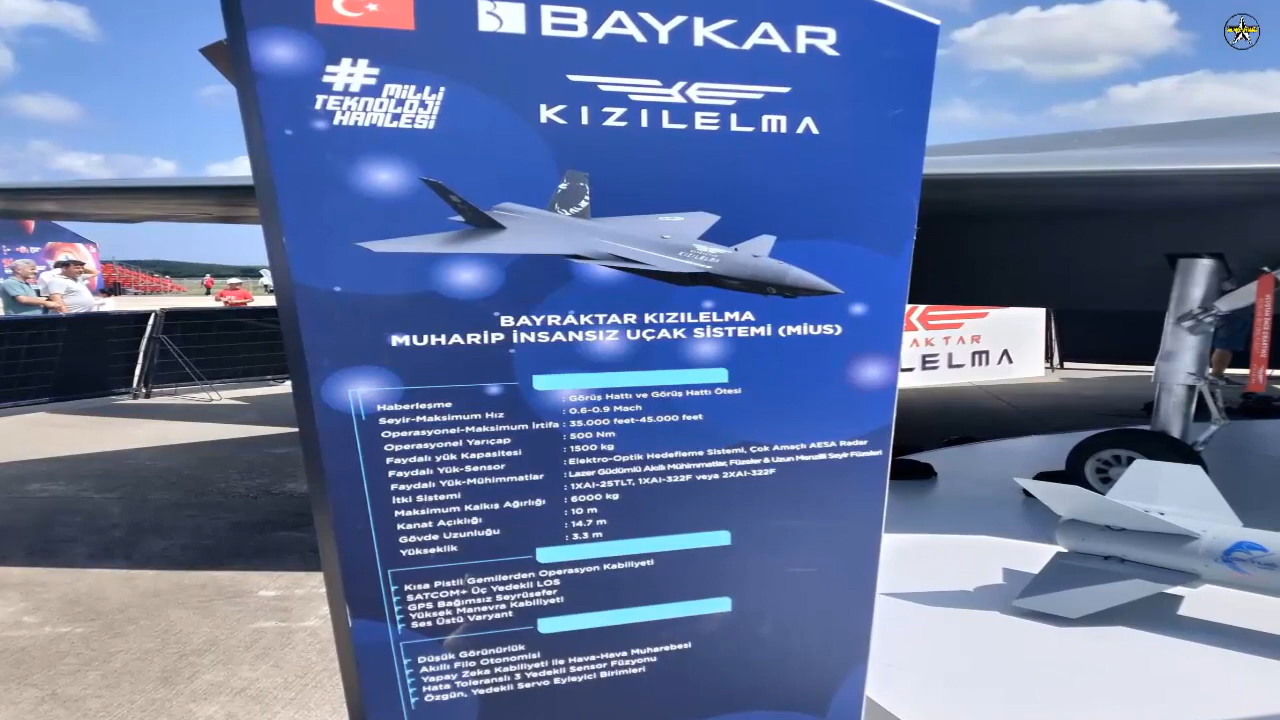 BAYKAR
#MİLLİ
TEKNOLOJİ
HAMLESİ
KIZILELMA
KIZILELMA
BAYRAKTAR KIZILELMA
MUHARİP İNSANSIZ UÇAK SİSTEMİ (MİUS)
Haberleşme : Görüş Hattı ve Görüş Hattı Ötesi
Seyir-Maksimum Hız : 0.6-0.9 Mach
Operasyonel-Maksimum İrtifa : 35.000 feet-45.000 feet
Operasyonel Yarıçap : 500 Nm
Faydalı yük Kapasitesi : 1500 kg
Faydalı Yük-Sensor : Elektro-Optik Hedefleme Sistemi, Çok Amaçlı AESA Radar
Faydalı Yük-Mühimmatlar : Lazer Güdümlü Akıllı Mühimmatlar, Füzeler & Uzun Menzilli Seyir Füzeleri
İtki Sistemi : 1XAI-25TLT, 1XAI-322F veya 2XAI-322F
Maksimum Kalkış Ağırlığı : 6000 kg
Kanat Açıklığı : 10 m
Gövde Uzunluğu : 14.7 m
Yükseklik : 3.3 m
Kısa Pistli Gemilerden Operasyon Kabiliyeti
SATCOM+ Üç Yedekli LOS
GPS Bağımsız Seyrüsefer
Yüksek Manevra Kabiliyeti
Ses Üstü Varyant
Düşük Görünürlük
Akıllı Filo Otonomisi
Yapay Zeka Kabiliyeti ile Hava-Hava Muharebesi
Hata Toleranslı 3 Yedekli Sensor Füzyonu
Özgün, Yedekli Servo Eyleyici Birimleri
RAKTAR
LELMA